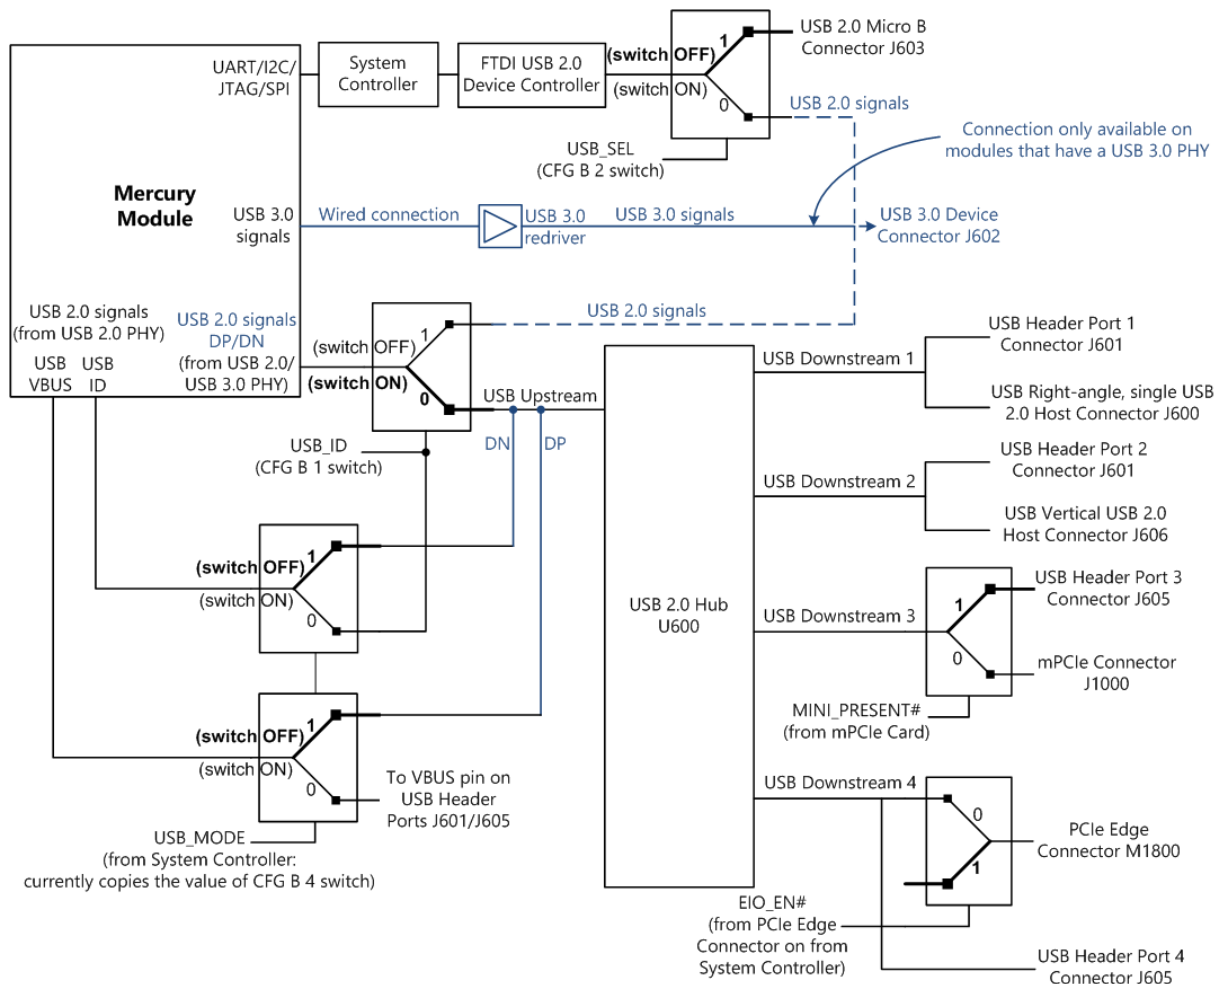 USB 2.0 Micro B
Connector J603
UART/I2C/
JTAG/SPI
System
Controller
FTDI USB 2.0
Device Controller
(switch OFF)
(switch ON)
1
0
USB 2.0 signals
USB_SEL
(CFG B 2 switch)
Connection only available on
modules that have a USB 3.0 PHY
Mercury
Module
USB 3.0
signals
Wired connection
USB 3.0
redriver
USB 3.0 signals
USB 3.0 Device
Connector J602
USB 2.0 signals
(from USB 2.0 PHY)
USB
VBUS
USB
ID
USB 2.0 signals
DP/DN
(from USB 2.0/
USB 3.0 PHY)
(switch OFF)
(switch ON)
1
0
USB 2.0 signals
USB Upstream
DN
DP
USB_ID
(CFG B 1 switch)
(switch OFF)
(switch ON)
1
0
(switch OFF)
(switch ON)
1
0
To VBUS pin on
USB Header
Ports J601/J605
USB_MODE
(from System Controller:
currently copies the value of CFG B 4 switch)
USB 2.0 Hub
U600
USB Downstream 1
USB Header Port 1
Connector J601
USB Right-angle, single USB
2.0 Host Connector J600
USB Downstream 2
USB Header Port 2
Connector J601
USB Vertical USB 2.0
Host Connector J606
USB Downstream 3
1
0
USB Header Port 3
Connector J605
mPCIe Connector
J1000
MINI_PRESENT#
(from mPCIe Card)
USB Downstream 4
0
1
PCIe Edge
Connector M1800
EIO_EN#
(from PCIe Edge
Connector on from
System Controller)
USB Header Port 4
Connector J605